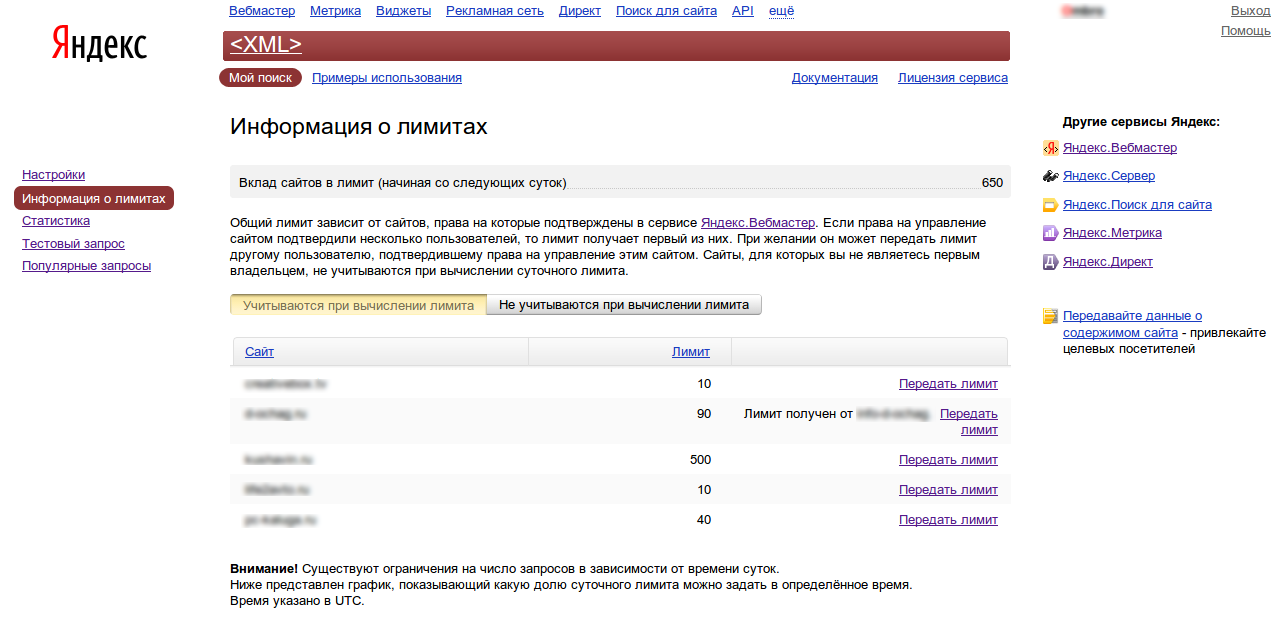 Вебмастер Метрика Виджеты Рекламная сеть Директ Поиск для сайта API ещё
Выход
Помощь
Яндекс
<XML>
Мой поиск Примеры использования Документация Лицензия сервиса
Информация о лимитах
Настройки
Информация о лимитах
Статистика
Тестовый запрос
Популярные запросы
Вклад сайтов в лимит (начиная со следующих суток) 650
Общий лимит зависит от сайтов, права на которые подтверждены в сервисе Яндекс.Вебмастер. Если права на управление
сайтом подтвердили несколько пользователей, то лимит получает первый из них. При желании он может передать лимит
другому пользователю, подтвердившему права на управление этим сайтом. Сайты, для которых вы не являетесь первым
владельцем, не учитываются при вычислении суточного лимита.
Учитываются при вычислении лимита Не учитываются при вычислении лимита
Сайт Лимит
10 Передать лимит
90 Лимит получен от Передать
лимит
500 Передать лимит
10 Передать лимит
40 Передать лимит
Внимание! Существуют ограничения на число запросов в зависимости от времени суток.
Ниже представлен график, показывающий какую долю суточного лимита можно задать в определённое время.
Время указано в UTC.
Другие сервисы Яндекс:
Яндекс.Вебмастер
Яндекс.Сервер
Яндекс.Поиск для сайта
Яндекс.Метрика
Яндекс.Директ
Передавайте данные о
содержимом сайта - привлекайте
целевых посетителей